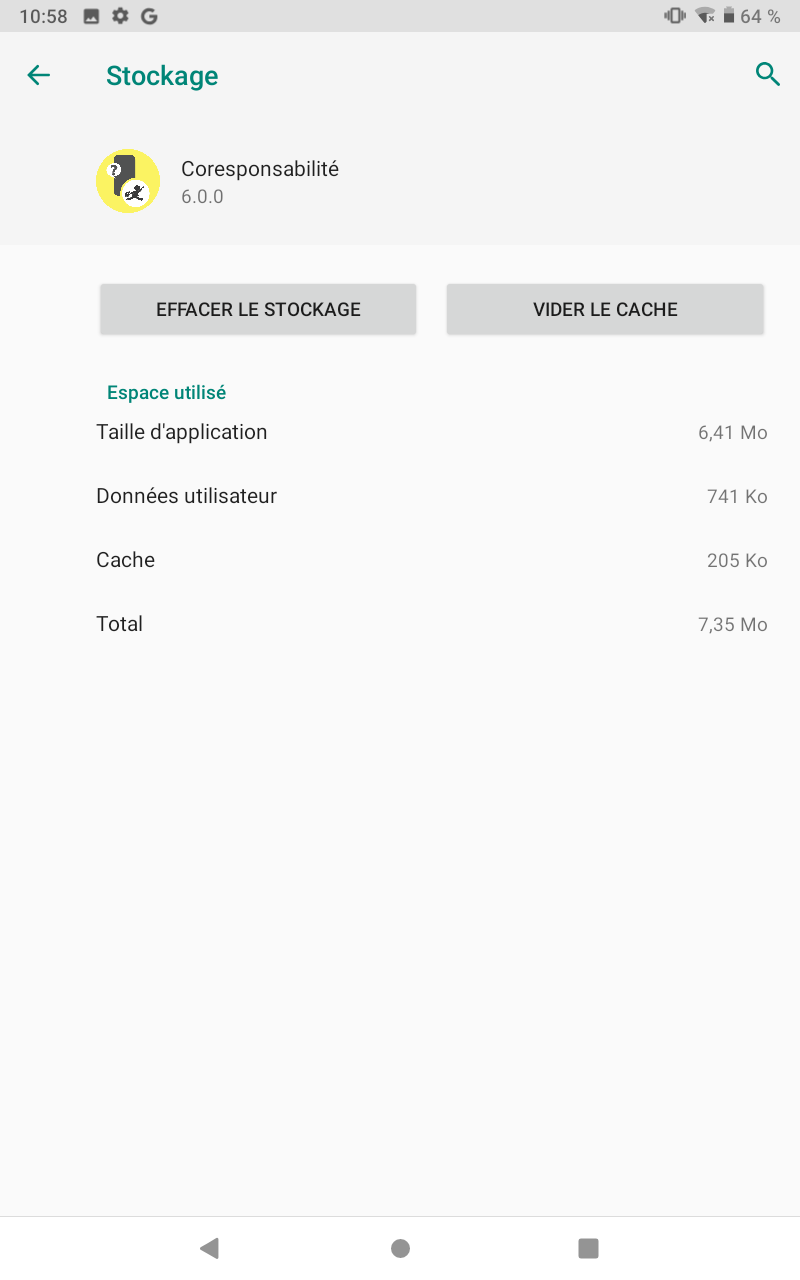 10:58 64 %
Stockage
?
Coresponsabilité
6.0.0
EFFACER LE STOCKAGE VIDER LE CACHE
Espace utilisé
Taille d'application 6,41 Mo
Données utilisateur 741 Ko
Cache 205 Ko
Total 7,35 Mo